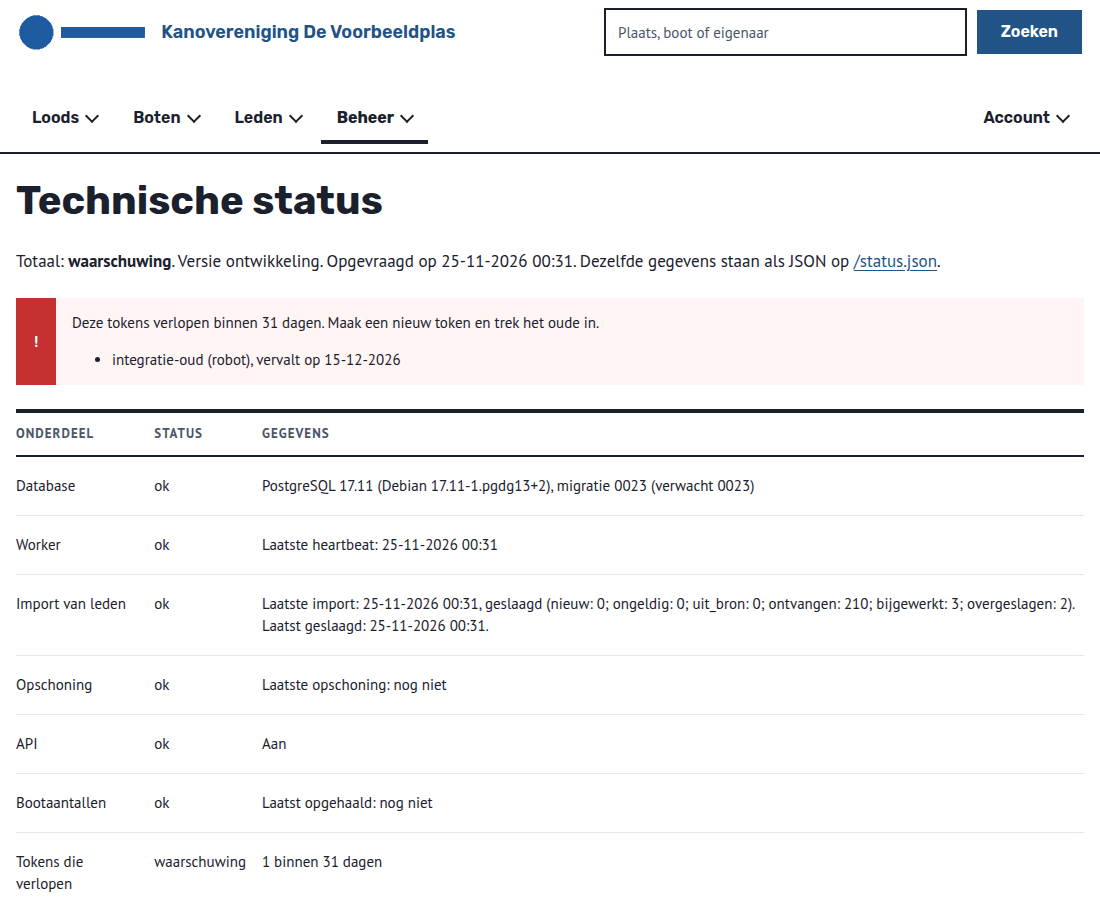 Kanovereniging De Voorbeeldplas
Plaats, boot of eigenaar
Zoeken
Loods
Boten
Leden
Beheer
Account
Technische status
Totaal: waarschuwing. Versie ontwikkeling. Opgevraagd op 25-11-2026 00:31. Dezelfde gegevens staan als JSON op /status.json.
!
Deze tokens verlopen binnen 31 dagen. Maak een nieuw token en trek het oude in.
• integratie-oud (robot), vervalt op 15-12-2026
ONDERDEEL STATUS GEGEVENS
Database ok PostgreSQL 17.11 (Debian 17.11-1.pgdg13+2), migratie 0023 (verwacht 0023)
Worker ok Laatste heartbeat: 25-11-2026 00:31
Import van leden ok Laatste import: 25-11-2026 00:31, geslaagd (nieuw: 0; ongeldig: 0; uit_bron: 0; ontvangen: 210; bijgewerkt: 3; overgeslagen: 2).
Laatst geslaagd: 25-11-2026 00:31.
Opschoning ok Laatste opschoning: nog niet
API ok Aan
Bootaantallen ok Laatst opgehaald: nog niet
Tokens die verlopen waarschuwing 1 binnen 31 dagen